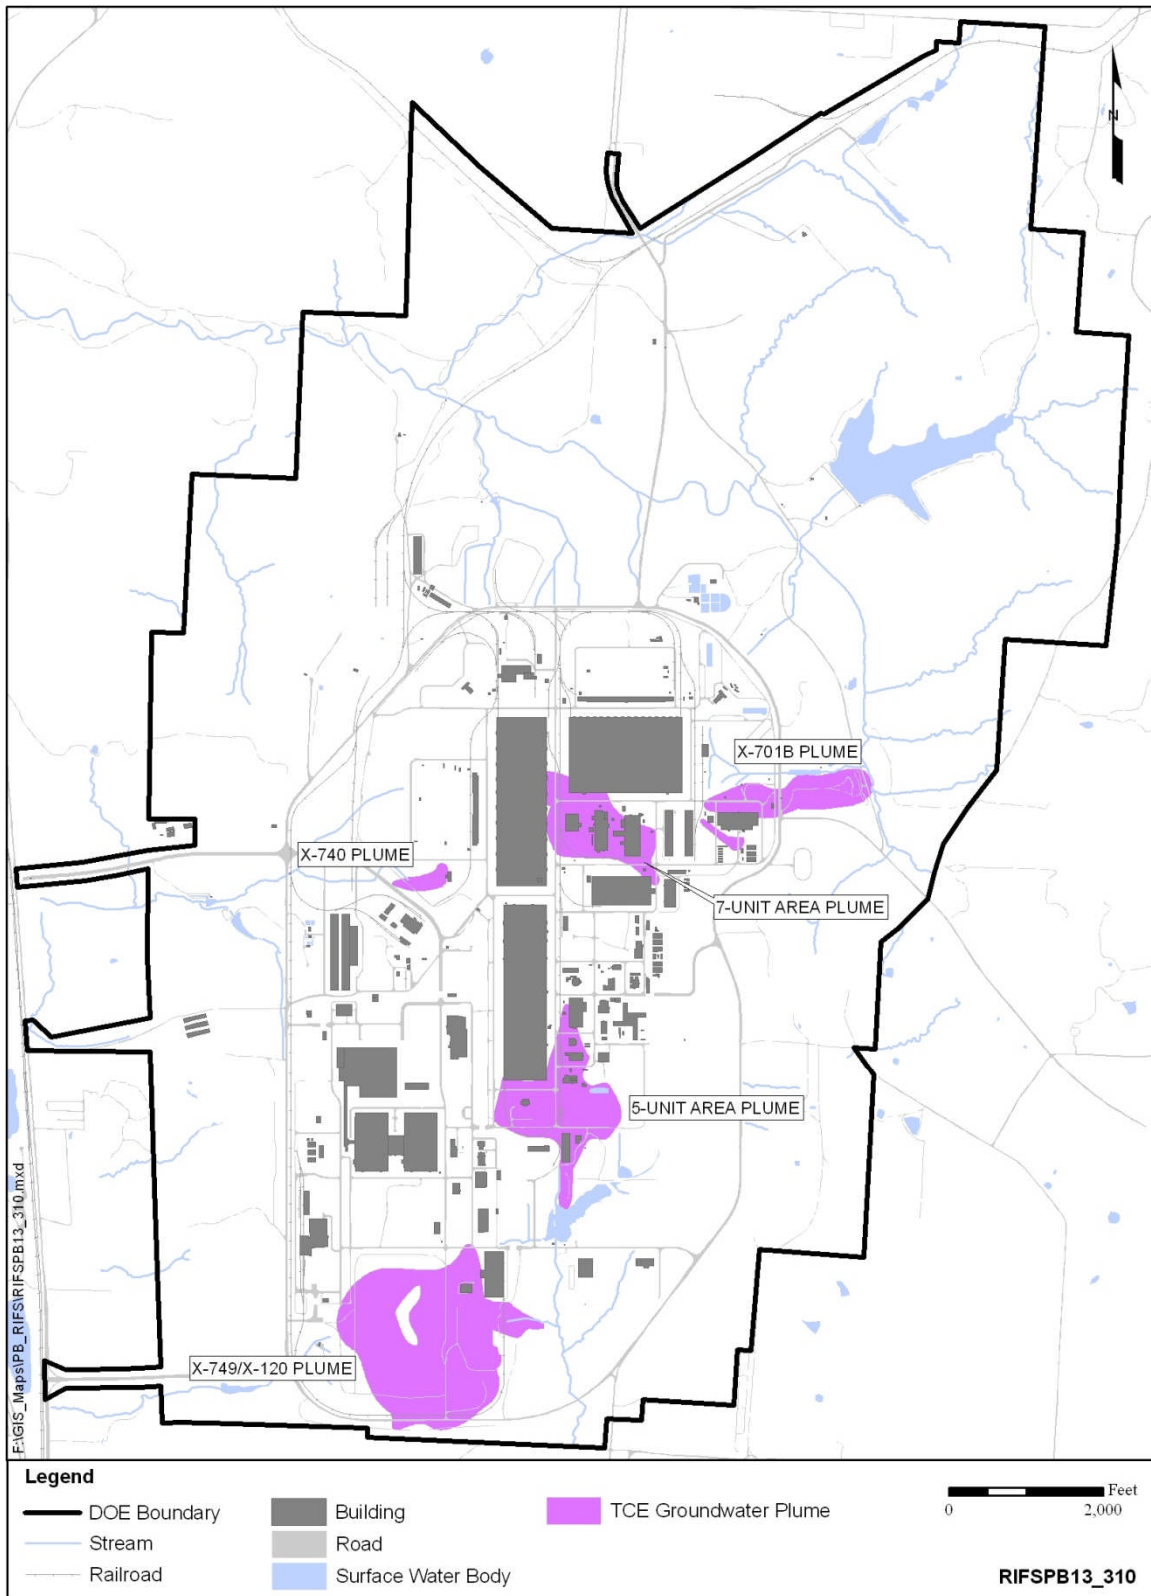 N
X-701B PLUME
X-740 PLUME
7-UNIT AREA PLUME
5-UNIT AREA PLUME
X-749/X-120 PLUME
F:\GIS_Maps\PB_RIFS\RIFSPB13_310.mxd
Legend
DOE Boundary
Stream
Railroad
Building
Road
Surface Water Body
TCE Groundwater Plume
Feet
0 2,000
RIFSPB13_310